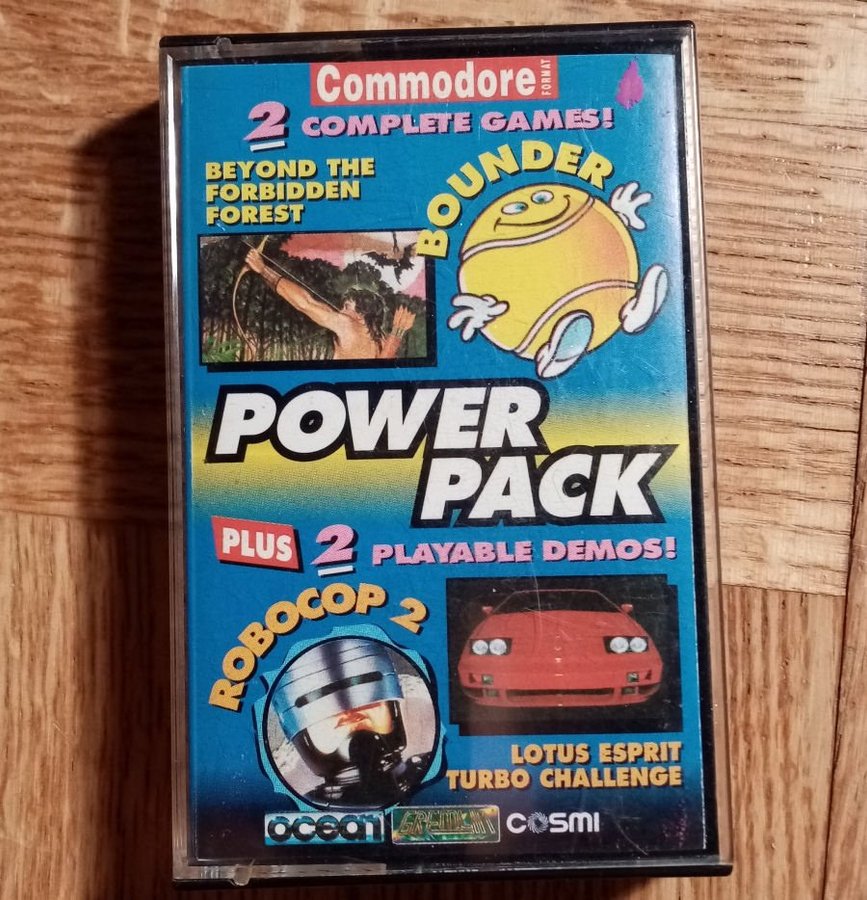 Commodore
FORMAT
2 COMPLETE GAMES!
BEYOND THE
FORBIDDEN
FOREST
BOUNDER
POWER
PACK
PLUS 2 PLAYABLE DEMOS!
ROBOCOP 2
LOTUS ESPRIT
TURBO CHALLENGE
ocean GREMLIN COSMI